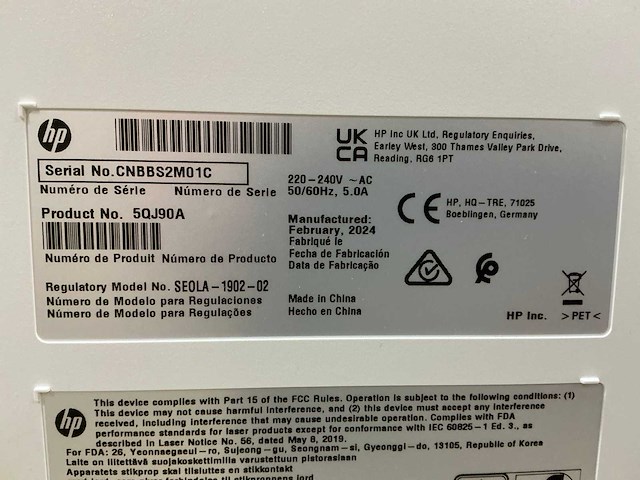 hp
Serial No.CNBBS2M01C
Numéro de Série Número de Serie
Product No. 5QJ90A
Numéro de Produit Número de Producto
Regulatory Model No. SEOLA-1902-02
Número de Modelo para Regulaciones
Número de Modelo para Regulações
220-240V ~AC
50/60Hz, 5.0A
Manufactured:
February, 2024
Fabriqué le
Fecha de Fabricación
Data de Fabricação
Made in China
Hecho en China
UK
CA
HP Inc UK Ltd, Regulatory Enquiries,
Earley West, 300 Thames Valley Park Drive,
Reading, RG6 1PT
CE
HP, HQ-TRE, 71025
Boeblingen, Germany
HP Inc. >PET<
hp
This device complies with Part 15 of the FCC Rules. Operation is subject to the following conditions: (1)
This device may not cause harmful interference, and (2) this device must accept any interference
received, including interference that may cause undesirable operation. Complies with FDA
performance standards for laser products except for conformance with IEC 60825-1 Ed. 3., as
described in Laser Notice No. 56, dated May 8, 2019.
For FDA: 26, Yeonnaegaeul-ro, Sujeong-gu, Seongnam-si, Gyeonggi-do, 13105, Republic of Korea
Laite on liitettävä suojakoskettimilla varustettuun pistorasiaan
Apparatets stikprop skal tilsluttes en stikkontakt